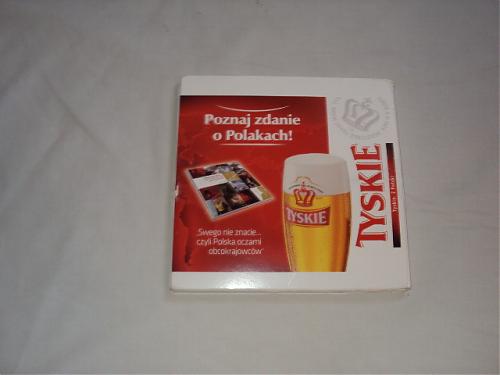 Poznaj zdanie
o Polakach!
TYSKIE
„Swego nie znacie...
czyli Polska oczami
obcokrajowców”
TYSKIE